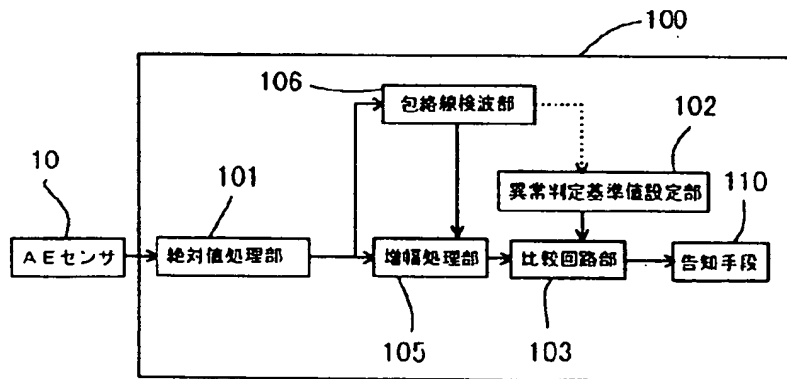 100
106
包絡線検波部
102
10
101
異常判定基準値設定部
110
AEセンサ
絶対値処理部
増幅処理部
比較回路部
告知手段
105
103